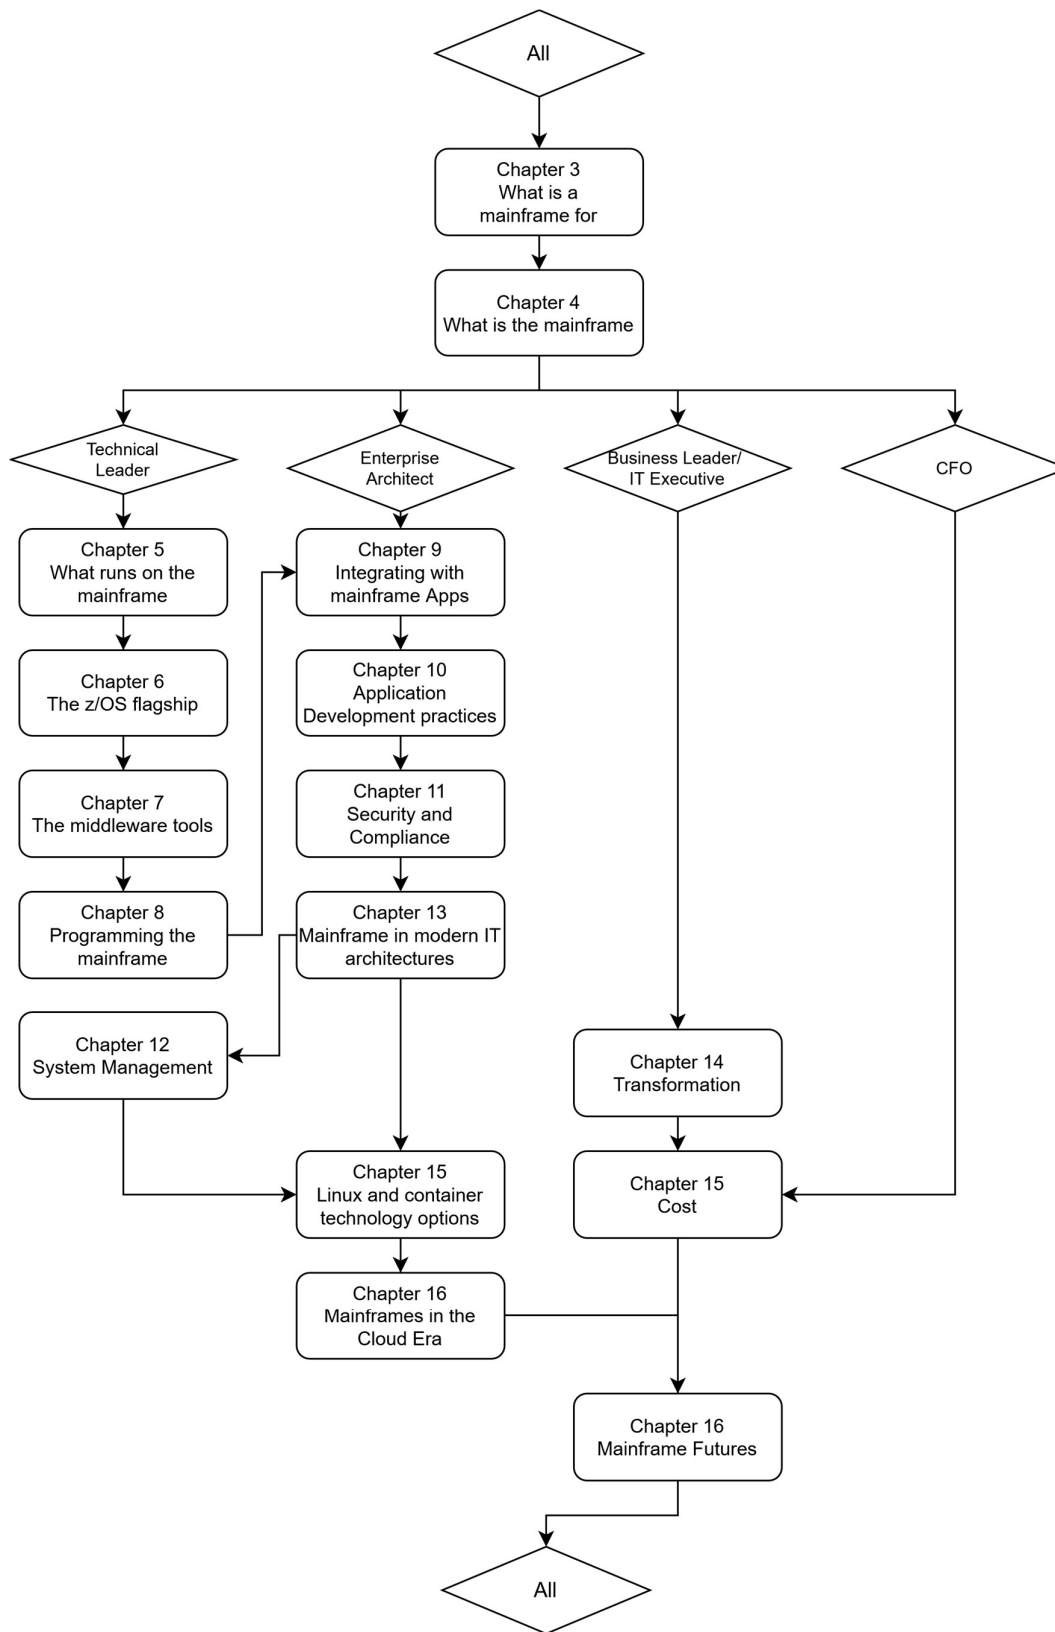 All
Chapter 3
What is a
mainframe for
Chapter 4
What is the mainframe
Technical
Leader
Enterprise
Architect
Business Leader/
IT Executive
CFO
Chapter 5
What runs on the
mainframe
Chapter 9
Integrating with
mainframe Apps
Chapter 6
The z/OS flagship
Chapter 10
Application
Development practices
Chapter 7
The middleware tools
Chapter 11
Security and
Compliance
Chapter 8
Programming the
mainframe
Chapter 13
Mainframe in modern IT
architectures
Chapter 12
System Management
Chapter 14
Transformation
Chapter 15
Linux and container
technology options
Chapter 15
Cost
Chapter 16
Mainframes in the
Cloud Era
Chapter 16
Mainframe Futures
All